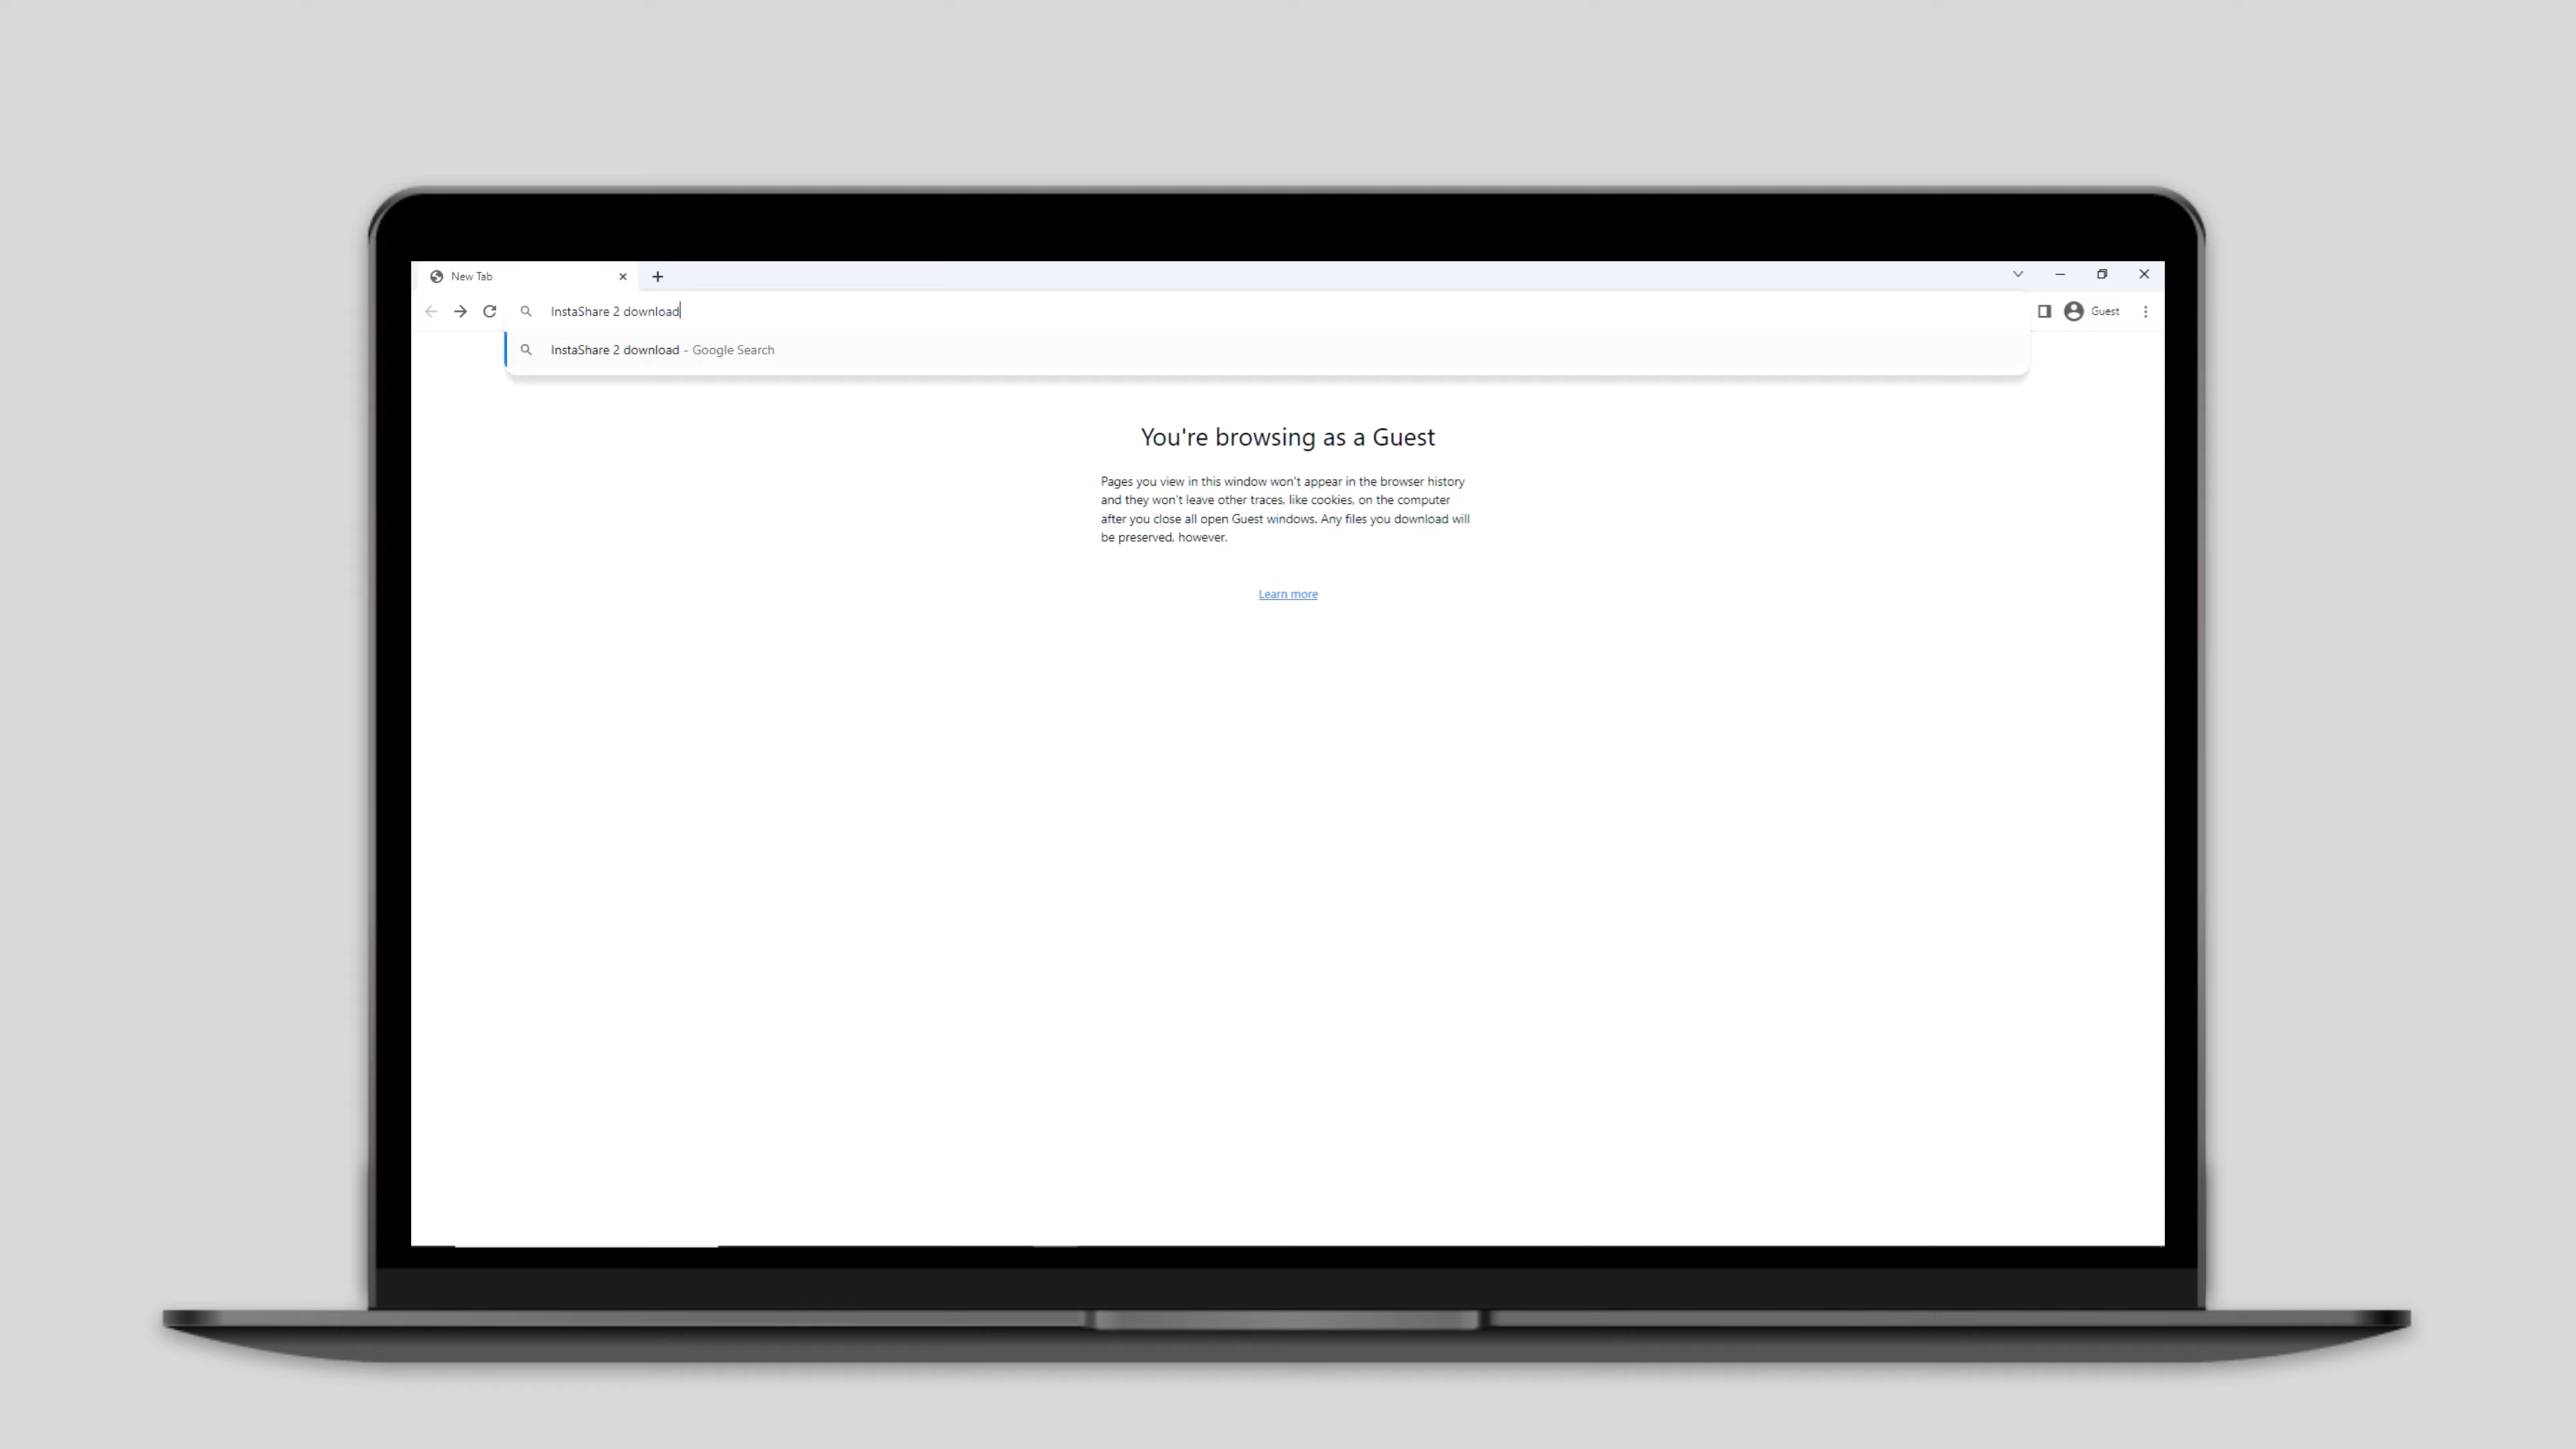 New Tab
InstaShare 2 download
Guest
InstaShare 2 download - Google Search
You're browsing as a Guest
Pages you view in this window won't appear in the browser history
and they won't leave other traces, like cookies, on the computer
after you close all open Guest windows. Any files you download will
be preserved, however.
Learn more